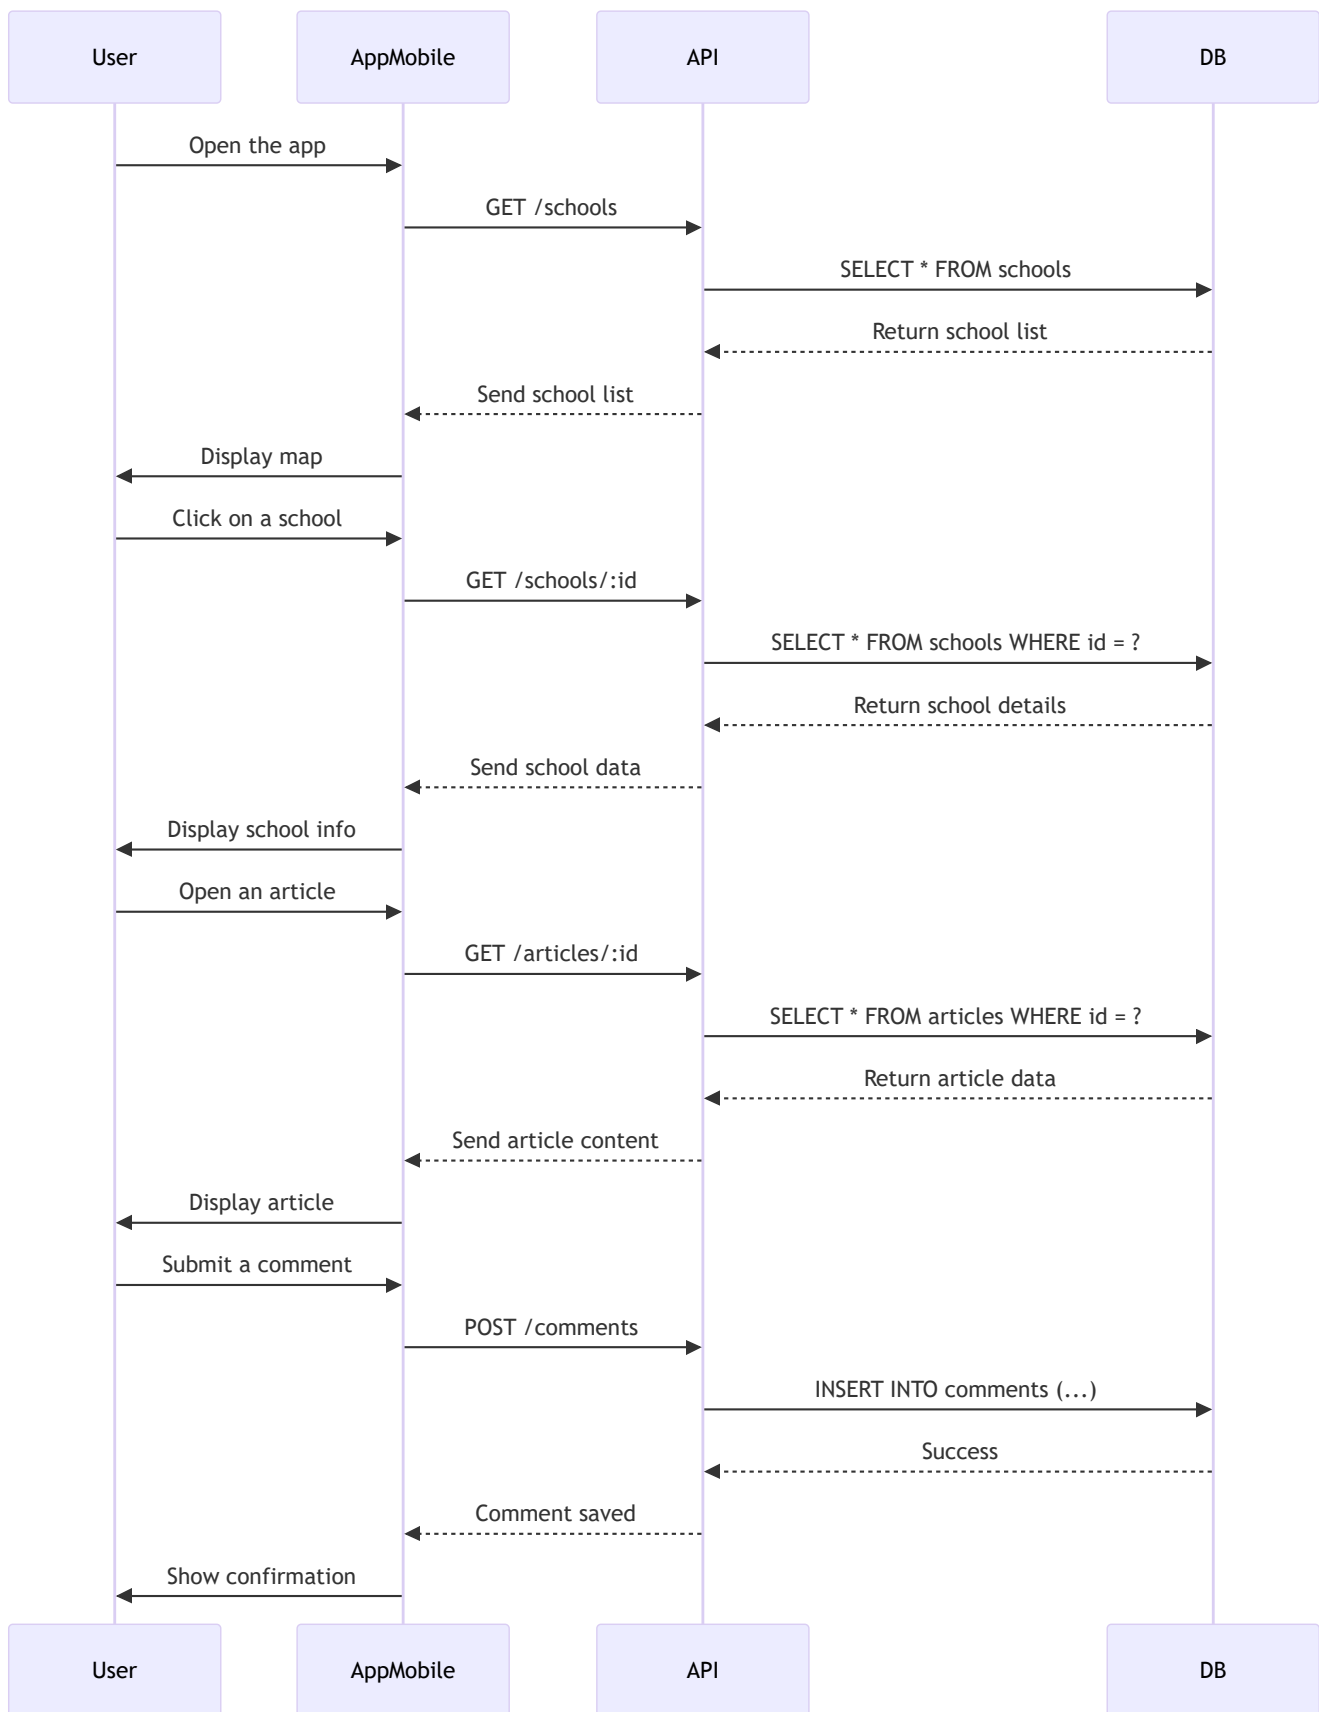 User
AppMobile
API
DB
Open the app
GET /schools
SELECT * FROM schools
Return school list
Send school list
Display map
Click on a school
GET /schools/:id
SELECT * FROM schools WHERE id = ?
Return school details
Send school data
Display school info
Open an article
GET /articles/:id
SELECT * FROM articles WHERE id = ?
Return article data
Send article content
Display article
Submit a comment
POST /comments
INSERT INTO comments (...)
Success
Comment saved
Show confirmation
User
AppMobile
API
DB